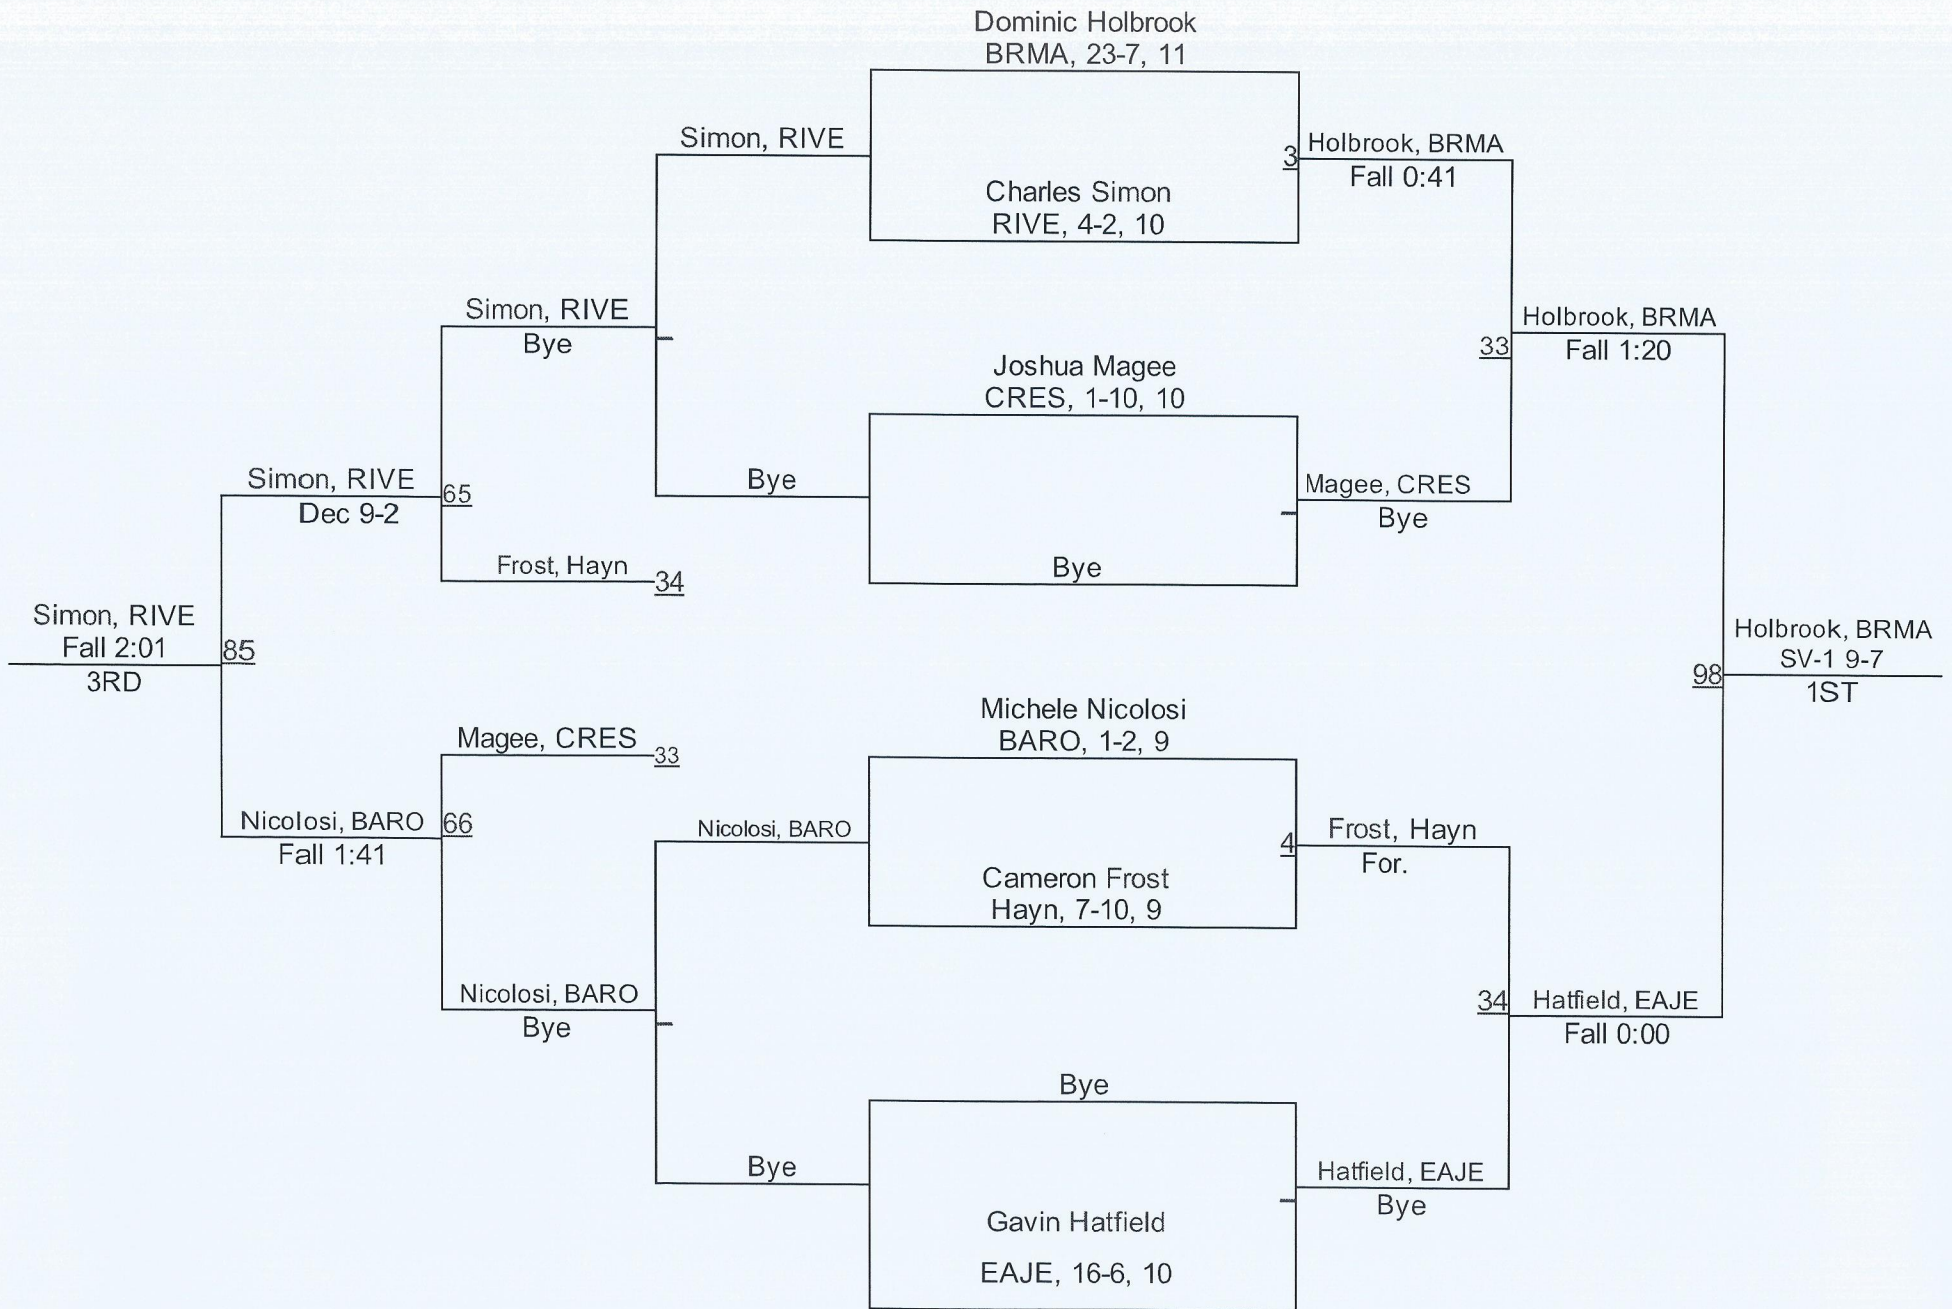 Dominic Holbrook
BRMA, 23-7, 11
Simon, RIVE
3
Holbrook, BRMA
Fall 0:41
Charles Simon
RIVE, 4-2, 10
Simon, RIVE
Bye
Holbrook, BRMA
33
Fall 1:20
Joshua Magee
CRES, 1-10, 10
Simon, RIVE
65
Dec 9-2
Bye
Magee, CRES
Bye
Frost, Hayn
34
Bye
Simon, RIVE
Fall 2:01
85
3RD
Holbrook, BRMA
SV-1 9-7
98
1ST
Michele Nicolosi
BARO, 1-2, 9
Magee, CRES
33
Nicolosi, BARO
66
Fall 1:41
Nicolosi, BARO
4
Frost, Hayn
For.
Cameron Frost
Hayn, 7-10, 9
Nicolosi, BARO
Bye
34
Hatfield, EAJE
Fall 0:00
Bye
Bye
Hatfield, EAJE
Bye
Gavin Hatfield
EAJE, 16-6, 10